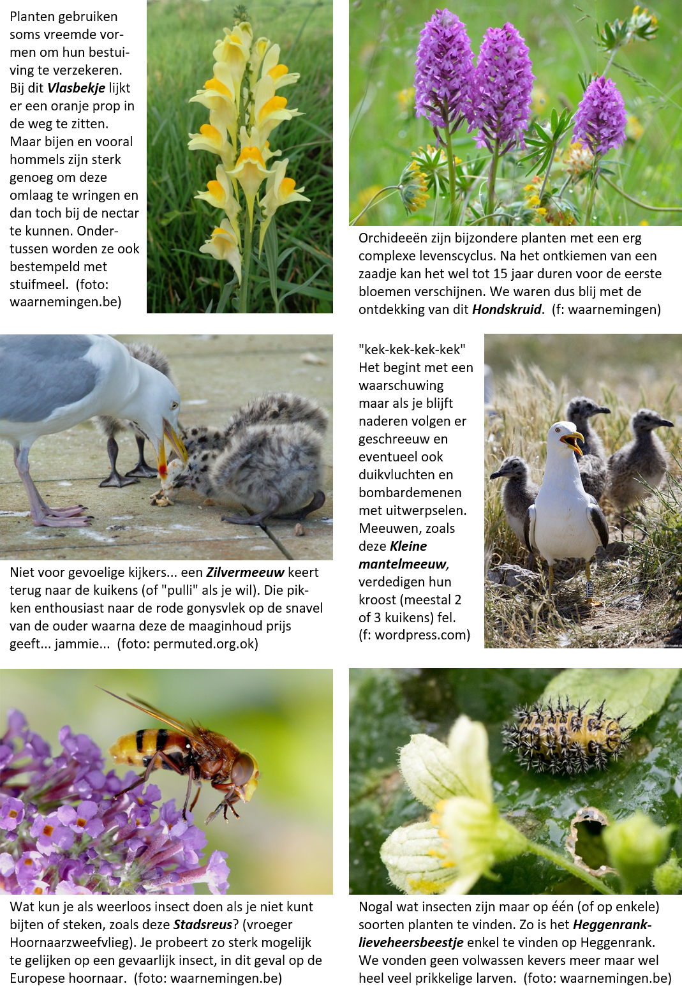 Planten gebruiken
soms vreemde vor-
men om hun bestui-
ving te verzekeren.
Bij dit Vlasbekje lijkt
er een oranje prop in
de weg te zitten.
Maar bijen en vooral
hommels zijn sterk
genoeg om deze
omlaag te wringen en
dan toch bij de nectar
te kunnen. Onder-
tussen worden ze ook
bestempeld met
stuifmeel.  (foto:
waarnemingen.be)
Orchideeën zijn bijzondere planten met een erg
complexe levenscyclus. Na het ontkiemen van een
zaadje kan het wel tot 15 jaar duren voor de eerste
bloemen verschijnen. We waren dus blij met de
ontdekking van dit Hondskruid.  (f: waarnemingen)
Niet voor gevoelige kijkers... een Zilvermeeuw keert
terug naar de kuikens (of "pulli" als je wil). Die pik-
ken enthousiast naar de rode gonysvlek op de snavel
van de ouder waarna deze de maaginhoud prijs
geeft... jammie...  (foto: permuted.org.ok)
"kek-kek-kek-kek"
Het begint met een
waarschuwing
maar als je blijft
naderen volgen er
geschreeuw en
eventueel ook
duikvluchten en
bombardemenen
met uitwerpselen.
Meeuwen, zoals
deze Kleine
mantelmeeuw,
verdedigen hun
kroost (meestal 2
of 3 kuikens) fel.
(f: wordpress.com)
Wat kun je als weerloos insect doen als je niet kunt
bijten of steken, zoals deze Stadsreus? (vroeger
Hoornaarzweefvlieg). Je probeert zo sterk mogelijk
te gelijken op een gevaarlijk insect, in dit geval op de
Europese hoornaar.  (foto: waarnemingen.be)
Nogal wat insecten zijn maar op één (of op enkele)
soorten planten te vinden. Zo is het Heggenrank-
lieveheersbeestje enkel te vinden op Heggenrank.
We vonden geen volwassen kevers meer maar wel
heel veel prikkelige larven.  (foto: waarnemingen.be)